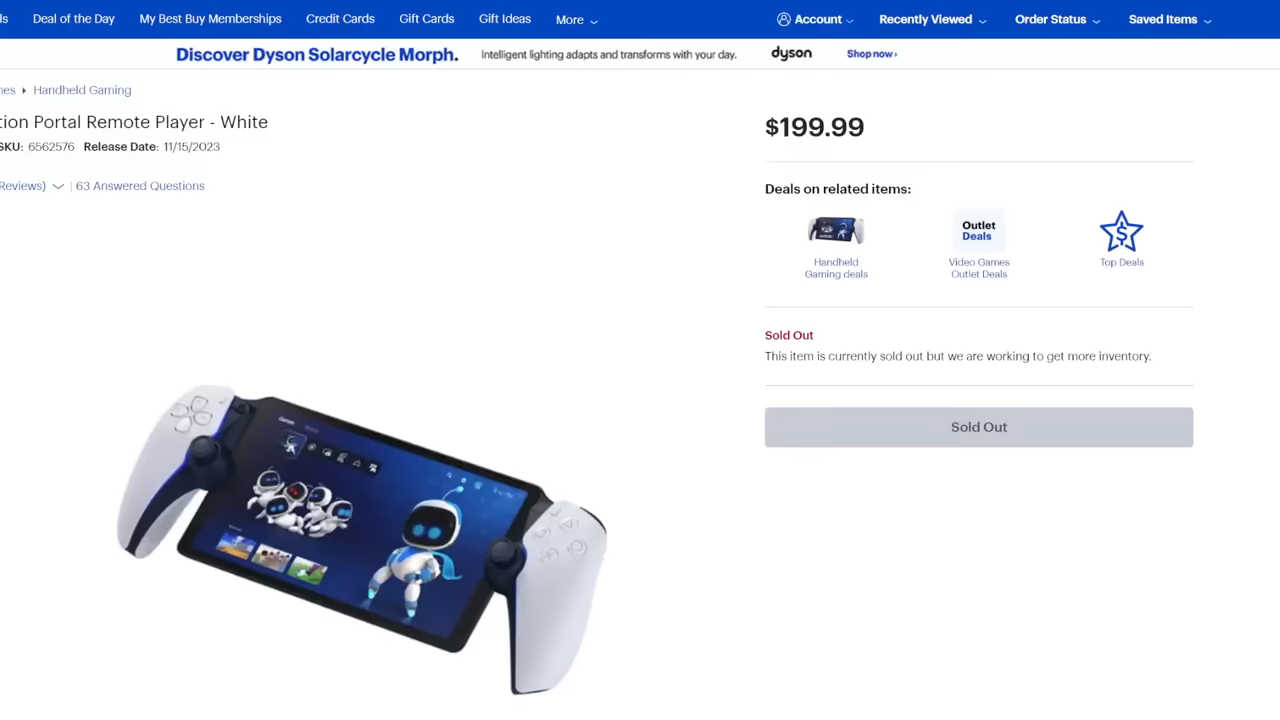 ls Deal of the Day My Best Buy Memberships Credit Cards Gift Cards Gift Ideas More Account Recently Viewed Order Status Saved Items
Discover Dyson Solarcycle Morph. Intelligent lighting adapts and transforms with your day. dyson Shop now›
nes Handheld Gaming
tion Portal Remote Player - White
SKU: 6562576 Release Date: 11/15/2023
Reviews) | 63 Answered Questions
$199.99
Deals on related items:
Outlet
Deals
Handheld
Gaming deals
Video Games
Outlet Deals
Top Deals
Sold Out
This item is currently sold out but we are working to get more inventory.
Sold Out